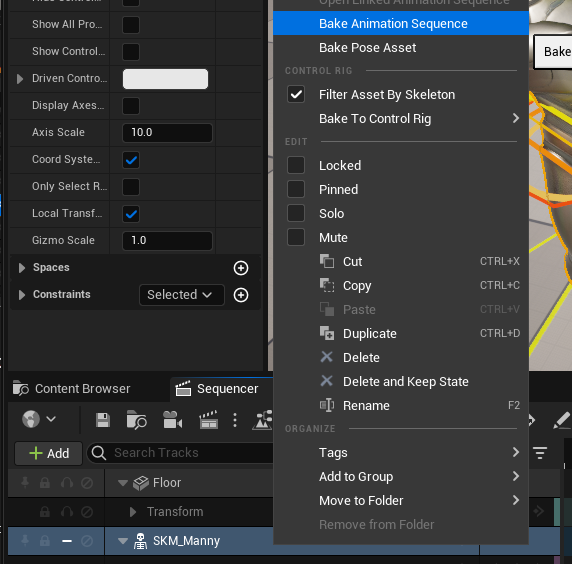 Open Linked Animation Sequence
Bake Animation Sequence
Bake Pose Asset
Bake
CONTROL RIG
Filter Asset By Skeleton
Bake To Control Rig
EDIT
Locked
Pinned
Solo
Mute
Cut CTRL+X
Copy CTRL+C
Paste CTRL+V
Duplicate CTRL+D
Delete
Delete and Keep State
Rename F2
ORGANIZE
Tags
Add to Group
Move to Folder
Remove from Folder
Show All Pro...
Show Control...
Driven Contro...
Display Axes...
Axis Scale 10.0
Coord Syste...
Only Select R...
Local Transf...
Gizmo Scale 1.0
Spaces
Constraints Selected
Content Browser Sequencer
Add Search Tracks
Floor
Transform
SKM_Manny